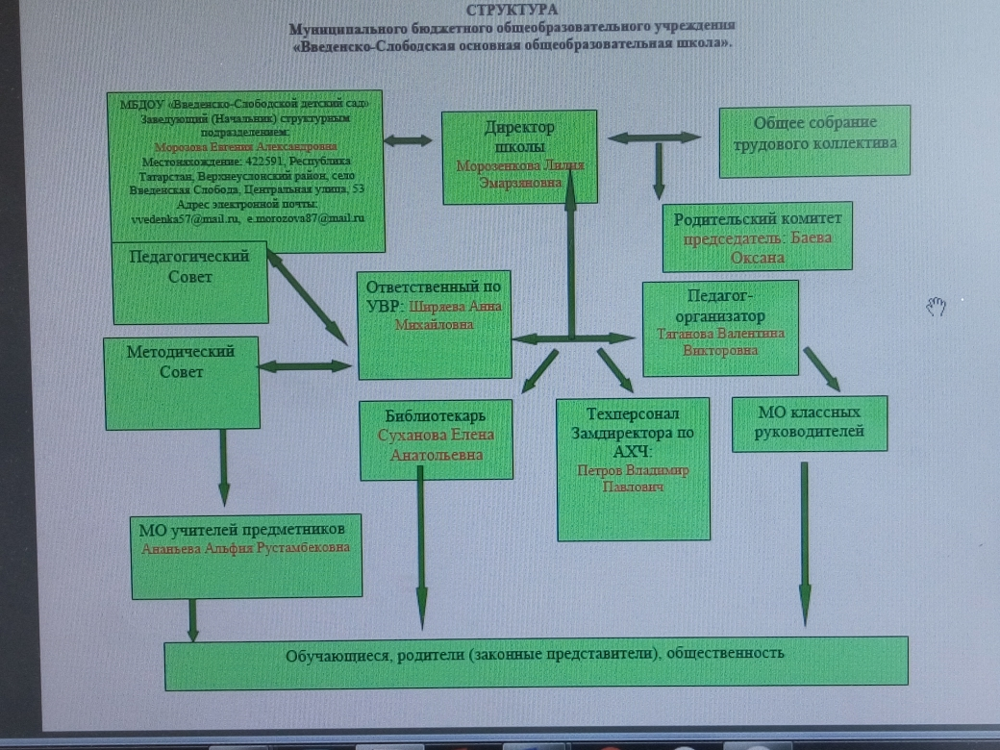 СТРУКТУРА
Муниципального бюджетного общеобразовательного учреждения
«Введенско-Слободская основная общеобразовательная школа».
МБДОУ «Введенско-Слободской детский сад»
Заведующий (Начальник) структурным
подразделением:
Морозова Евгения Александровна
Местонахождение: 422591, Республика
Татарстан, Верхнеуслонский район, село
Введенская Слобода, Центральная улица, 53
Адрес электронной почты:
vvedenka57@mail.ru, e.morozova87@mail.ru
Директор
школы
Морозенкова Лилия
Эмарзяновна
Общее собрание
трудового коллектива
Родительский комитет
председатель: Баева
Оксана
Педагогический
Совет
Ответственный по
УВР: Ширяева Анна
Михайловна
Педагог-
организатор
Таганова Валентина
Викторовна
Методический
Совет
Библиотекарь
Суханова Елена
Анатольевна
Техперсонал
Замдиректора по
АХЧ:
Петров Владимир
Павлович
МО классных
руководителей
МО учителей предметников
Ананьева Альфия Рустамбековна
Обучающиеся, родители (законные представители), общественность